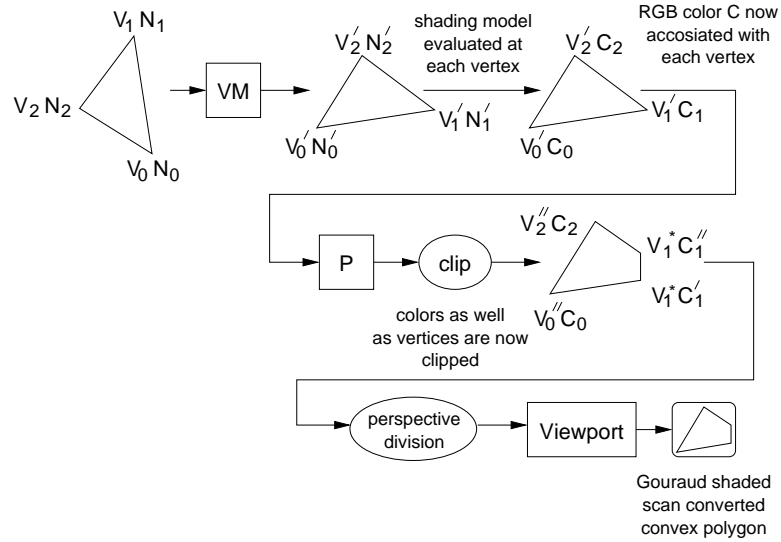 V1 N1
V2 N2
V0 N0
VM
V2′ N2′
V1′ N1′
V0′ N0′
shading model
evaluated at
each vertex
V2′ C2
V1′ C1
V0′ C0
RGB color C now
accosiated with
each vertex
P
clip
colors as well
as vertices are now
clipped
V2″ C2
V1* C1″
V1* C1′
V0″ C0
perspective
division
Viewport
Gouraud shaded
scan converted
convex polygon